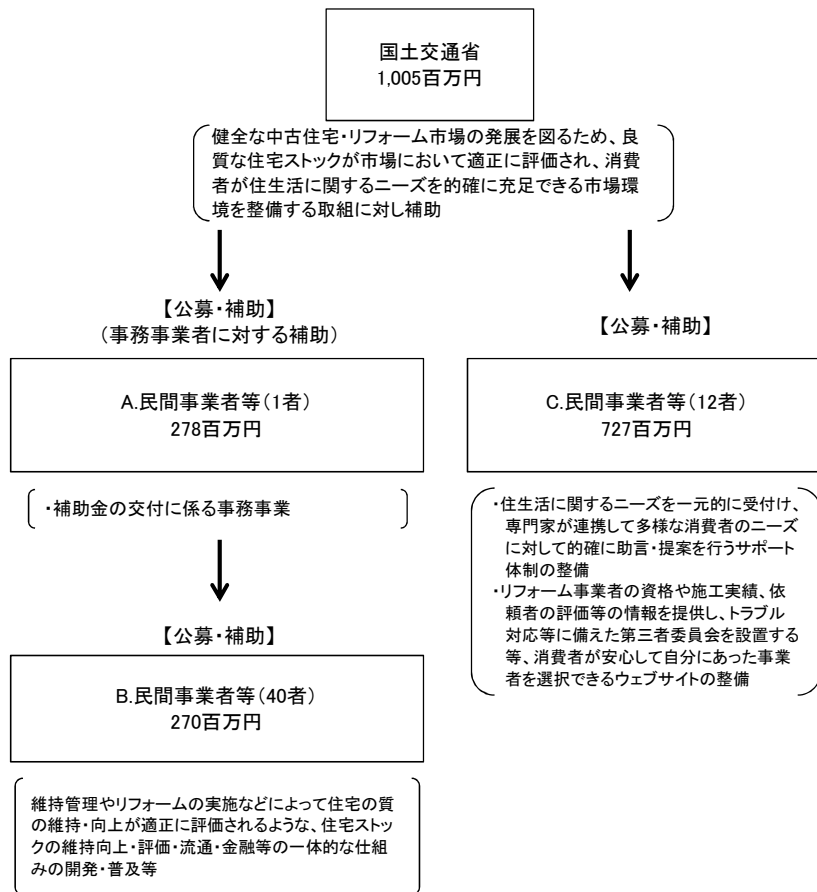 国土交通省
1,005百万円
健全な中古住宅・リフォーム市場の発展を図るため、良
質な住宅ストックが市場において適正に評価され、消費
者が住生活に関するニーズを的確に充足できる市場環
境を整備する取組に対し補助
【公募・補助】
(事務事業者に対する補助)
A.民間事業者等(1者)
278百万円
・補助金の交付に係る事務事業
【公募・補助】
B.民間事業者等(40者)
270百万円
維持管理やリフォームの実施などによって住宅の質
の維持・向上が適正に評価されるような、住宅ストッ
クの維持向上・評価・流通・金融等の一体的な仕組
みの開発・普及等
【公募・補助】
C.民間事業者等(12者)
727百万円
・住生活に関するニーズを一元的に受付け、
専門家が連携して多様な消費者のニーズ
に対して的確に助言・提案を行うサポート
体制の整備
・リフォーム事業者の資格や施工実績、依
頼者の評価等の情報を提供し、トラブル
対応等に備えた第三者委員会を設置する
等、消費者が安心して自分にあった事業
者を選択できるウェブサイトの整備